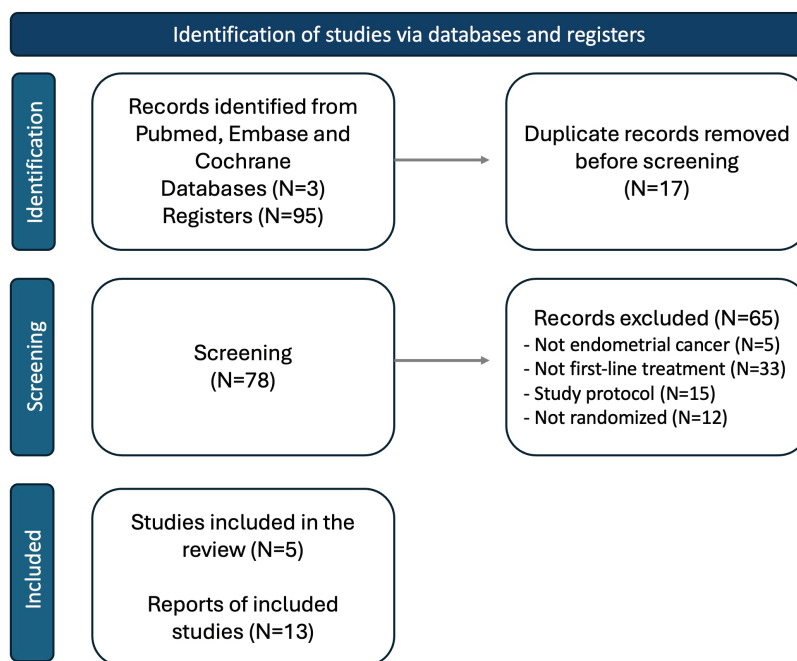 Identification of studies via databases and registers
Identification
Records identified from
Pubmed, Embase and
Cochrane
Databases (N=3)
Registers (N=95)
Duplicate records removed
before screening
(N=17)
Screening
Screening
(N=78)
Records excluded (N=65)
- Not endometrial cancer (N=5)
- Not first-line treatment (N=33)
- Study protocol (N=15)
- Not randomized (N=12)
Included
Studies included in the
review (N=5)
Reports of included
studies (N=13)